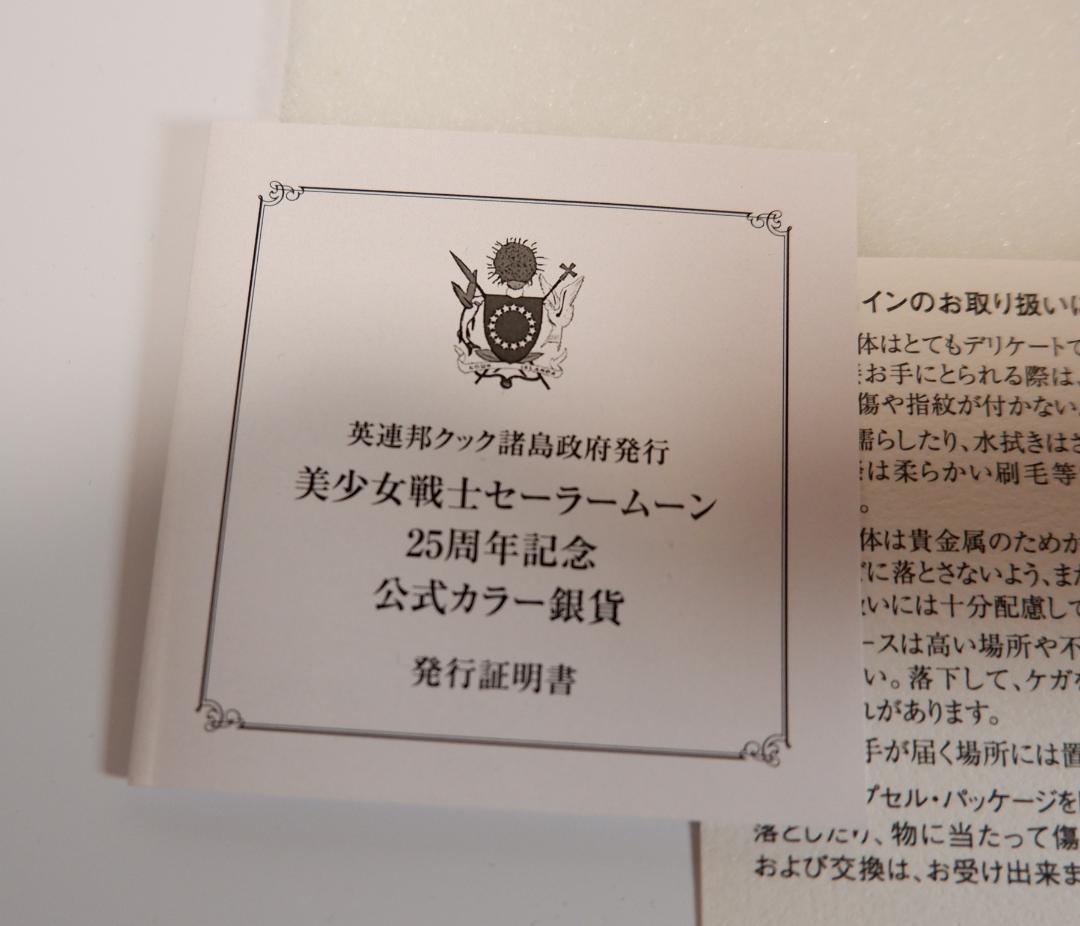 英連邦クック諸島政府発行
美少女戦士セーラームーン
25周年記念
公式カラー銀貨
発行証明書
インのお取り扱いに
体はとてもデリケートで
お手にとられる際は、
傷や指紋が付かない
濡らしたり、水拭きはさ
は柔らかい刷毛等
。
体は貴金属のためか
に落とさないよう、また
いには十分配慮して
ースは高い場所や不
い。落下して、ケガな
れがあります。
手が届く場所には置
プセル・パッケージを
落としたり、物に当たって傷
および交換は、お受け出来ま